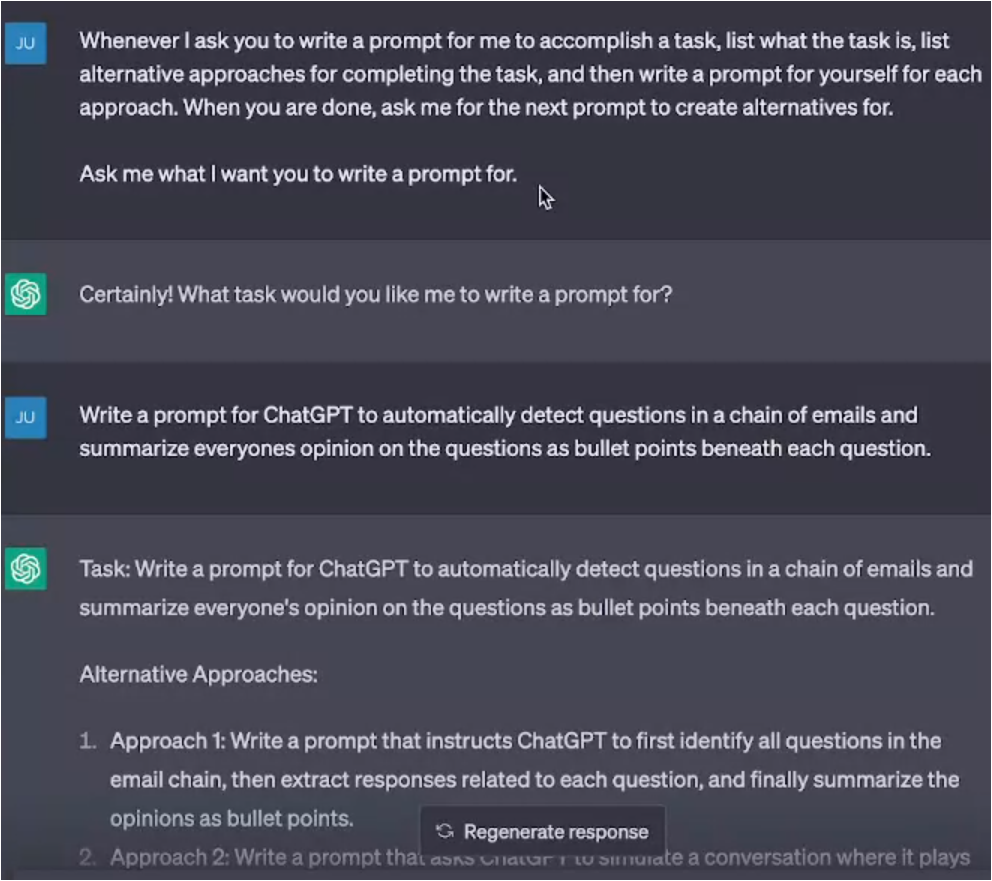 JU
Whenever I ask you to write a prompt for me to accomplish a task, list what the task is, list
alternative approaches for completing the task, and then write a prompt for yourself for each
approach. When you are done, ask me for the next prompt to create alternatives for.
Ask me what I want you to write a prompt for.
Certainly! What task would you like me to write a prompt for?
JU
Write a prompt for ChatGPT to automatically detect questions in a chain of emails and
summarize everyones opinion on the questions as bullet points beneath each question.
Task: Write a prompt for ChatGPT to automatically detect questions in a chain of emails and
summarize everyone's opinion on the questions as bullet points beneath each question.
Alternative Approaches:
1. Approach 1: Write a prompt that instructs ChatGPT to first identify all questions in the
email chain, then extract responses related to each question, and finally summarize the
opinions as bullet points.
Regenerate response
2. Approach 2: Write a prompt that asks ChatGPT to simulate a conversation where it plays